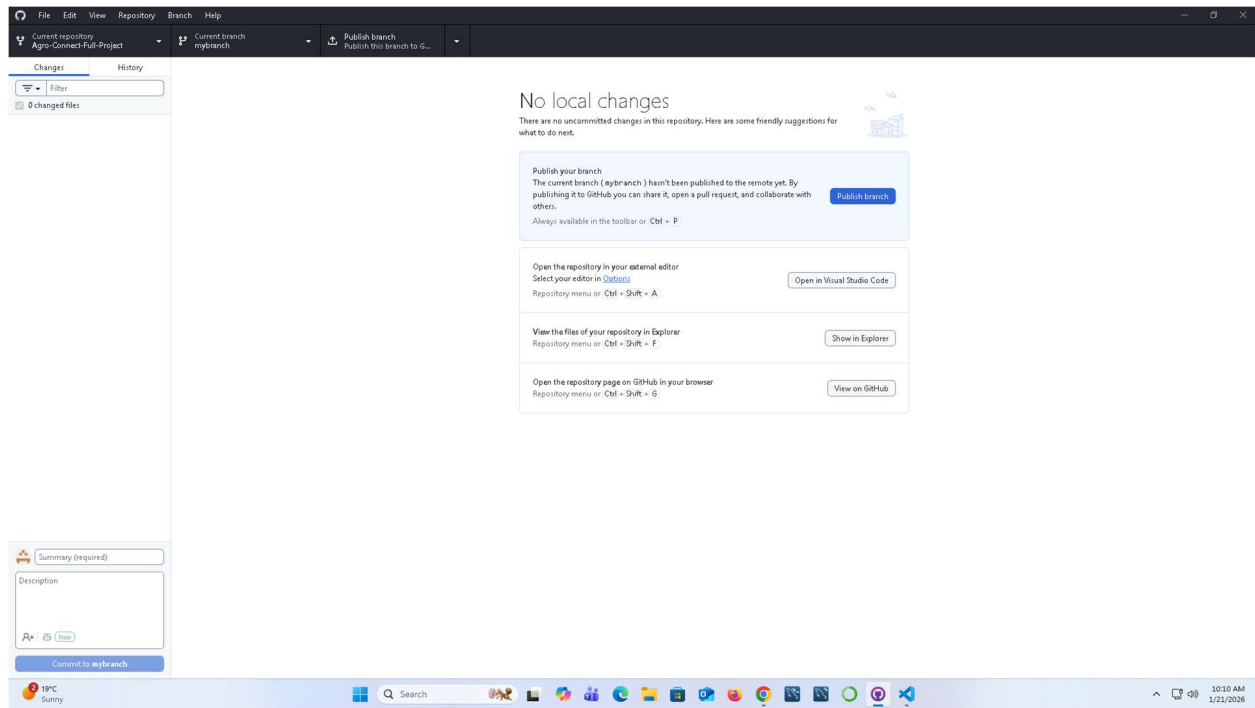 File Edit View Repository Branch Help
Current repository
Agro-Connect-Full-Project
Current branch
mybranch
Publish branch
Publish this branch to G...
Changes History
Filter
0 changed files
No local changes
There are no uncommitted changes in this repository. Here are some friendly suggestions for
what to do next.
Publish your branch
The current branch ( mybranch ) hasn't been published to the remote yet. By
publishing it to GitHub you can share it, open a pull request, and collaborate with
others.
Always available in the toolbar or Ctrl + P
Publish branch
Open the repository in your external editor
Select your editor in Options
Repository menu or Ctrl + Shift + A
Open in Visual Studio Code
View the files of your repository in Explorer
Repository menu or Ctrl + Shift + F
Show in Explorer
Open the repository page on GitHub in your browser
Repository menu or Ctrl + Shift + G
View on GitHub
Summary (required)
Description
New
Commit to mybranch
2
19°C
Sunny
Search
10:10 AM
1/21/2026